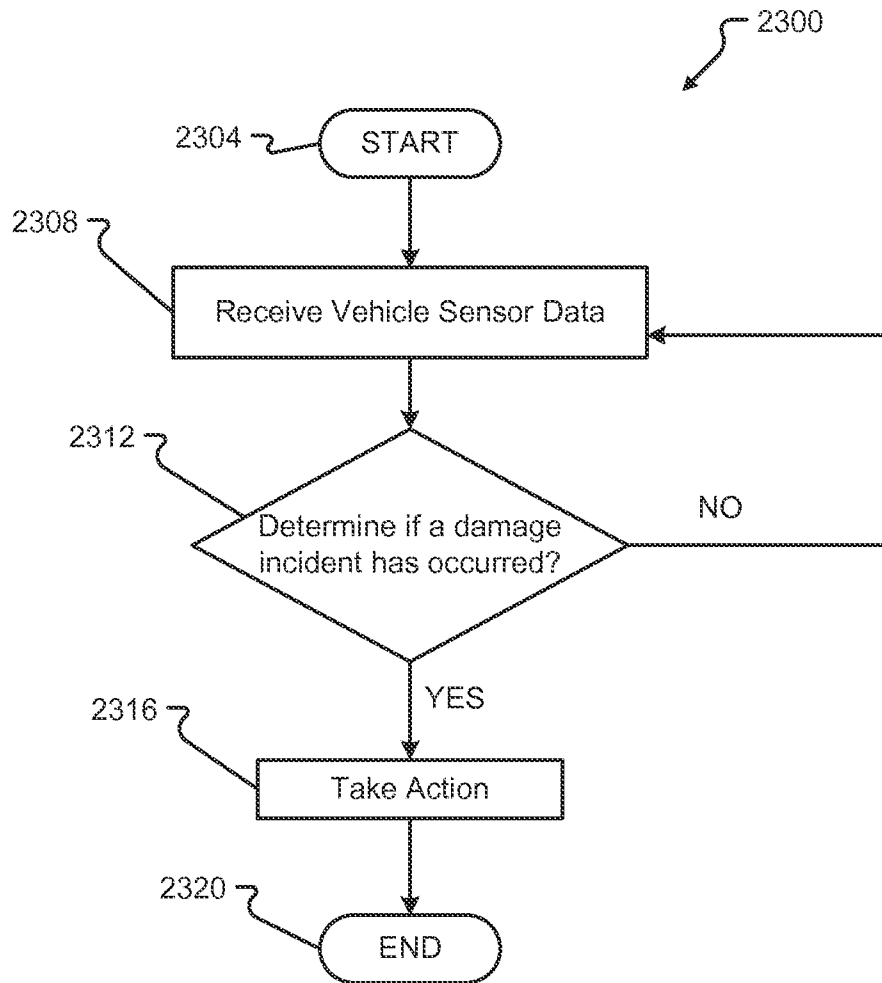 2300
2304
START
2308
Receive Vehicle Sensor Data
2312
Determine if a damage
incident has occurred?
NO
YES
2316
Take Action
2320
END